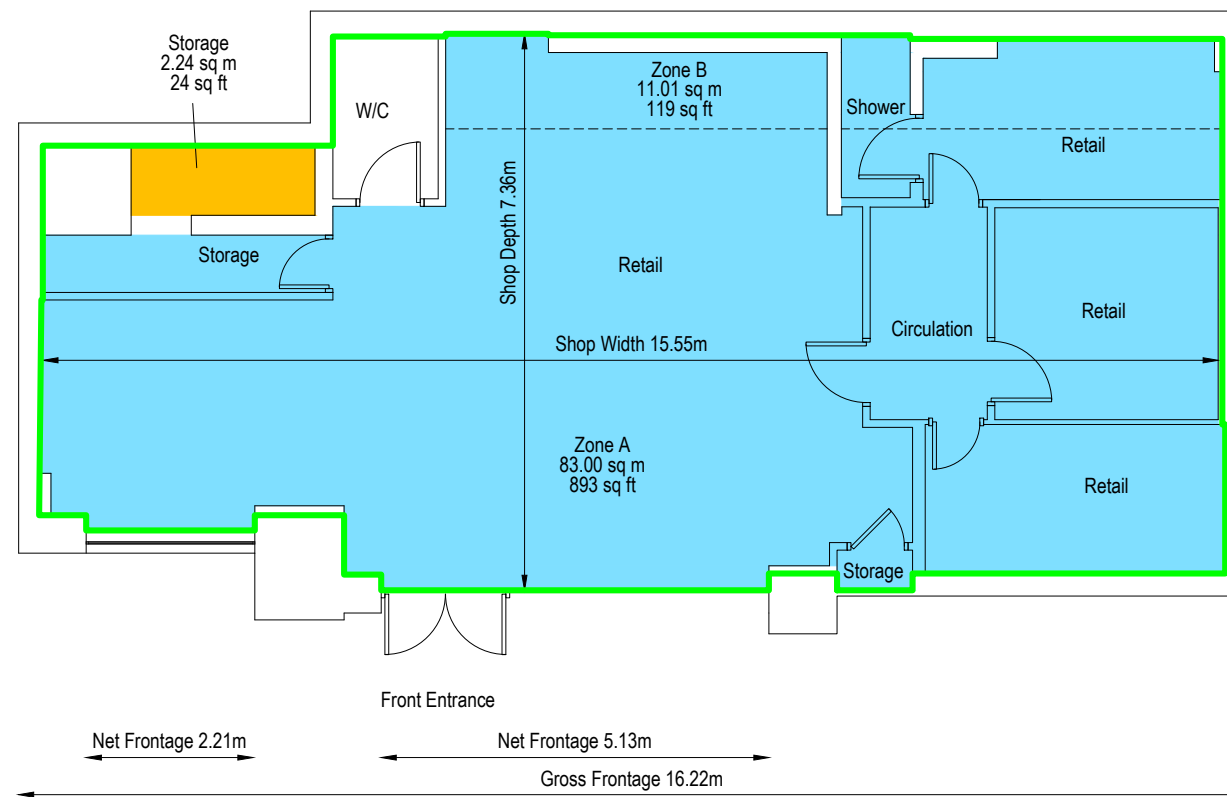 Storage
2.24 sq m
24 sq ft
W/C
Zone B
11.01 sq m
119 sq ft
Shower
Retail
Shop Depth 7.36m
Storage
Retail
Circulation
Retail
Shop Width 15.55m
Zone A
83.00 sq m
893 sq ft
Retail
Storage
Front Entrance
Net Frontage 2.21m
Net Frontage 5.13m
Gross Frontage 16.22m